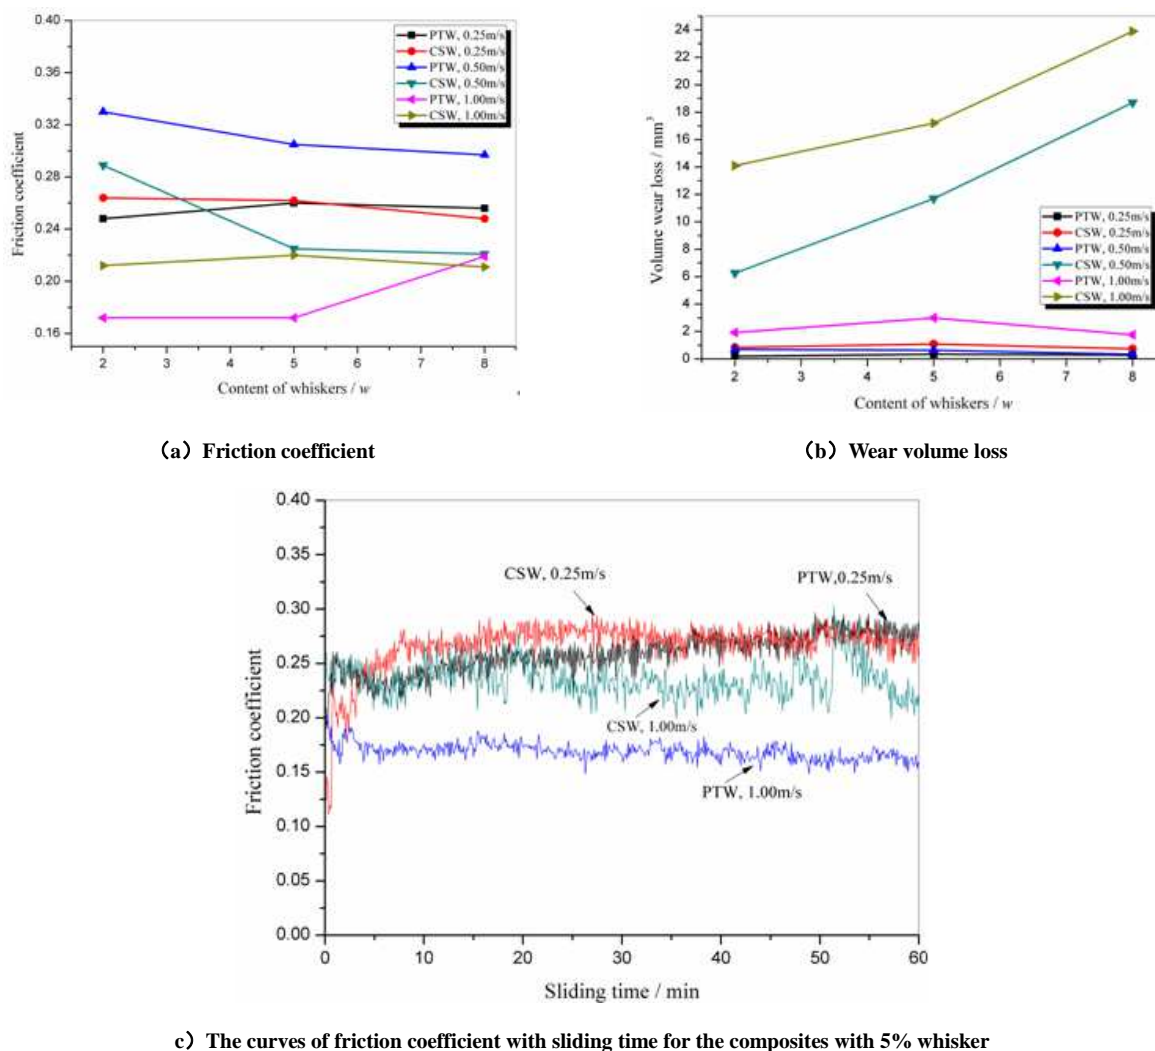 0.40
0.36
0.32
0.28
0.24
0.20
0.16
Friction coefficient
PTW, 0.25m/s
CSW, 0.25m/s
PTW, 0.50m/s
CSW, 0.50m/s
PTW, 1.00m/s
CSW, 1.00m/s
2 3 4 5 6 7 8
Content of whiskers / w
24
22
20
18
16
14
12
10
8
6
4
2
0
Volume wear loss / mm³
PTW, 0.25m/s
CSW, 0.25m/s
PTW, 0.50m/s
CSW, 0.50m/s
PTW, 1.00m/s
CSW, 1.00m/s
2 3 4 5 6 7 8
Content of whiskers / w
（a）Friction coefficient
（b）Wear volume loss
0.40
0.35
0.30
0.25
0.20
0.15
0.10
0.05
0.00
Friction coefficient
CSW, 0.25m/s
PTW,0.25m/s
CSW, 1.00m/s
PTW, 1.00m/s
0 10 20 30 40 50 60
Sliding time / min
c）The curves of friction coefficient with sliding time for the composites with 5% whisker